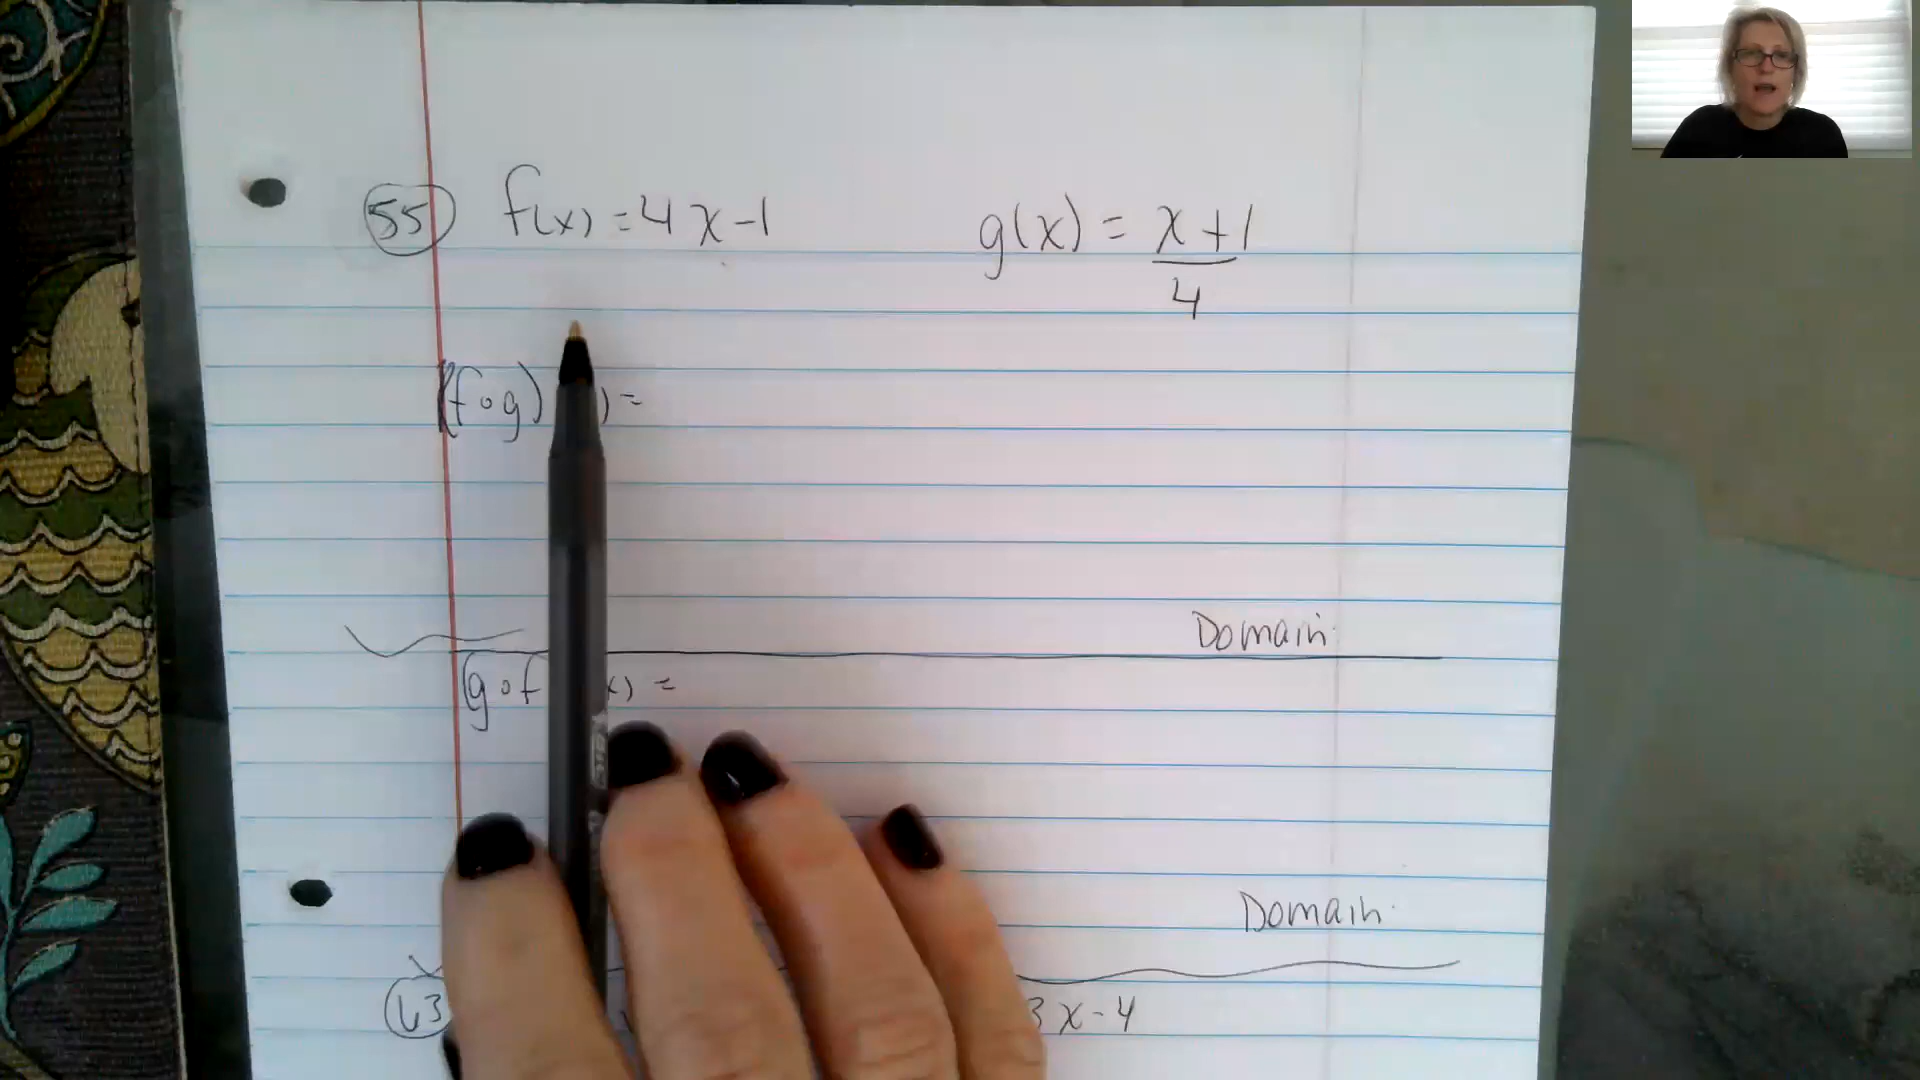 55 f(x) = 4x-1 g(x) = x+1
4
(f∘g) ) =
Domain
(g∘f x) =
Domain
63 3x-4